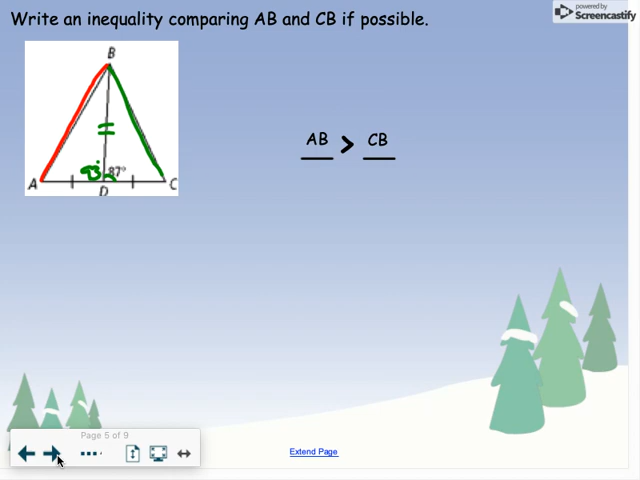 Write an inequality comparing AB and CB if possible.
powered by
Screencastify
B
AB > CB
93° 87°
A
D
C
Page 5 of 9
Extend Page